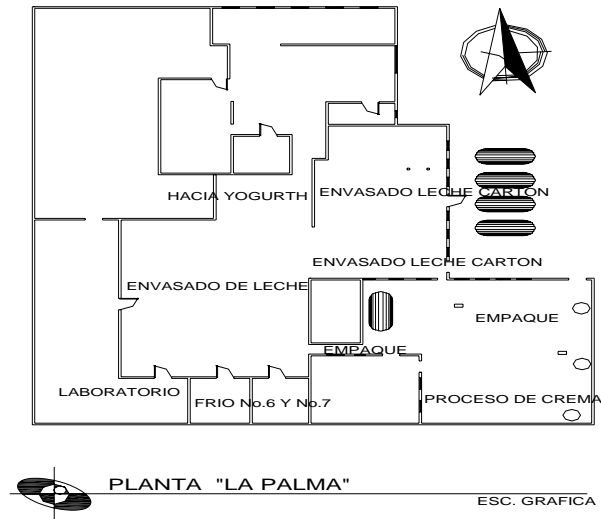 HACIA YOGURTH
ENVASADO LECHE CARTON
ENVASADO LECHE CARTON
ENVASADO DE LECHE
EMPAQUE
EMPAQUE
LABORATORIO
FRIO No.6 Y No.7
PROCESO DE CREMA
PLANTA "LA PALMA"
ESC. GRAFICA